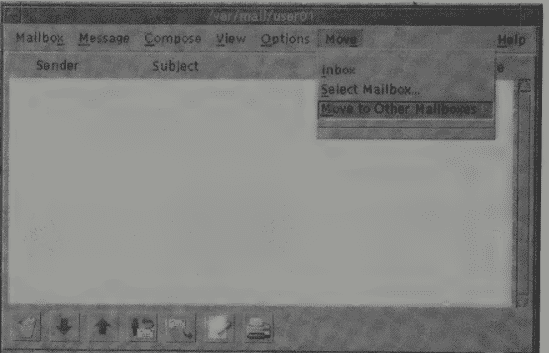 /var/mail/user01
Mailbox Message Compose View Options Move Help
Sender Subject e
Inbox
Select Mailbox...
Move to Other Mailboxes